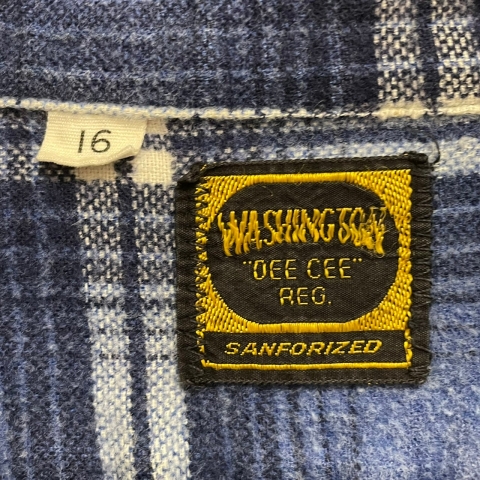 16
WASHINGTON
"DEE CEE"
REG.
SANFORIZED